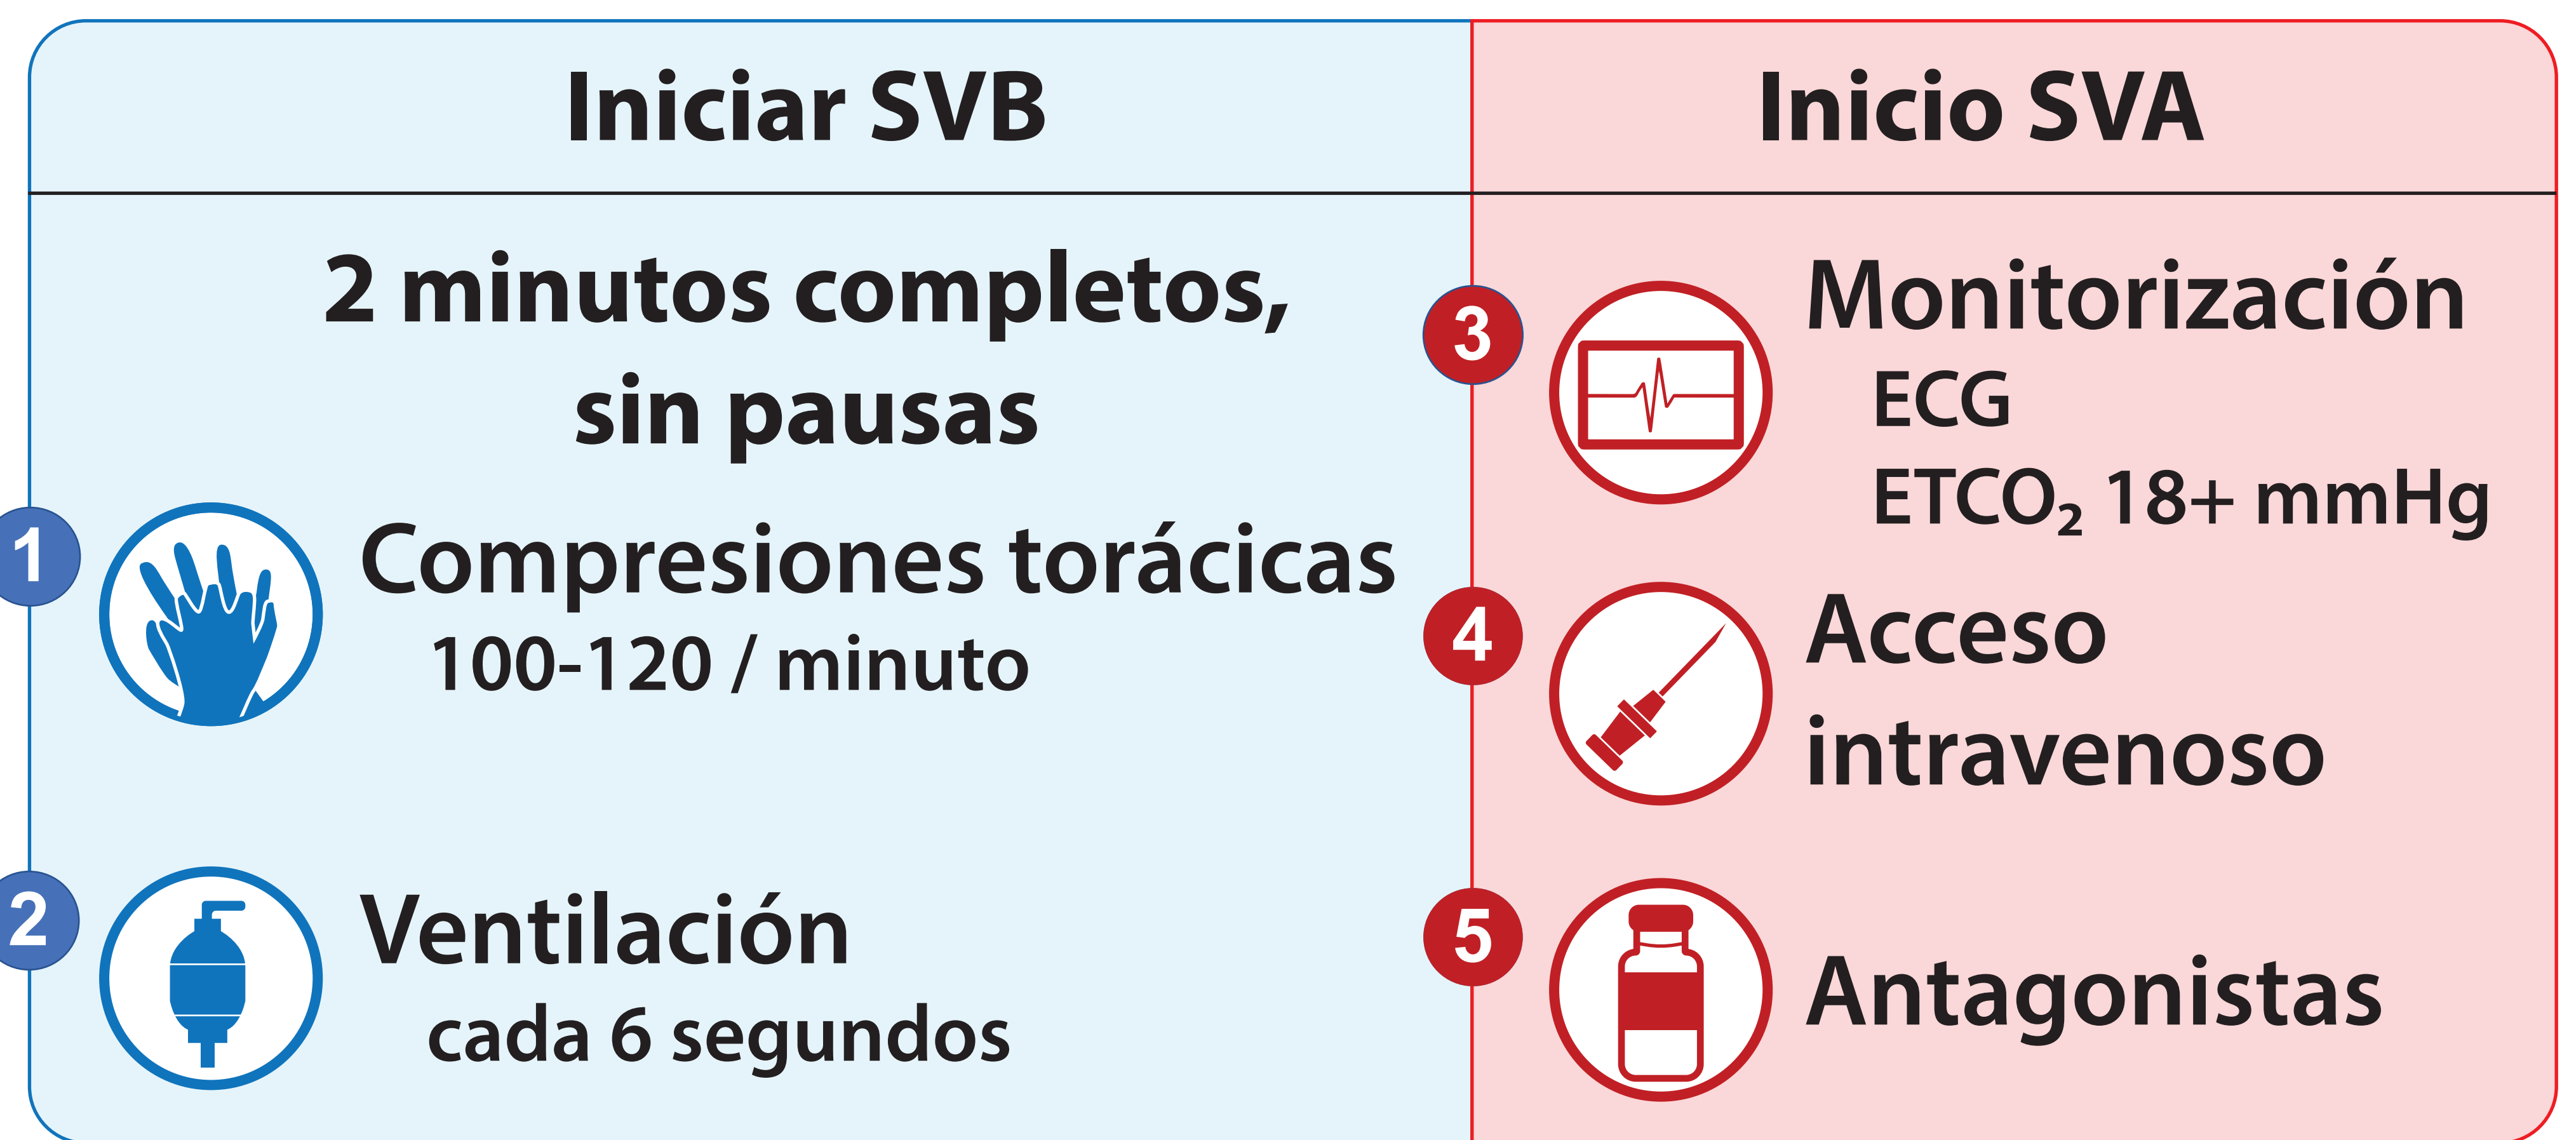 Iniciar SVB
2 minutos completos,
sin pausas
1
Compresiones torácicas
100-120 / minuto
2
Ventilación
cada 6 segundos
Inicio SVA
3
Monitorización
ECG
ETCO₂ 18+ mmHg
4
Acceso
intravenoso
5
Antagonistas